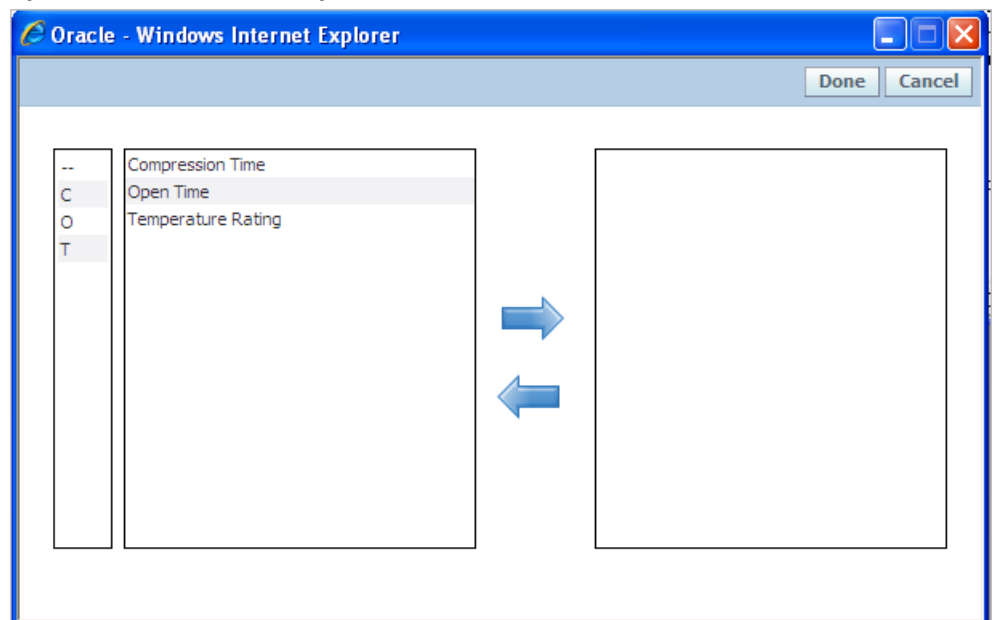 Oracle - Windows Internet Explorer
Done Cancel
--
C
O
T
Compression Time
Open Time
Temperature Rating